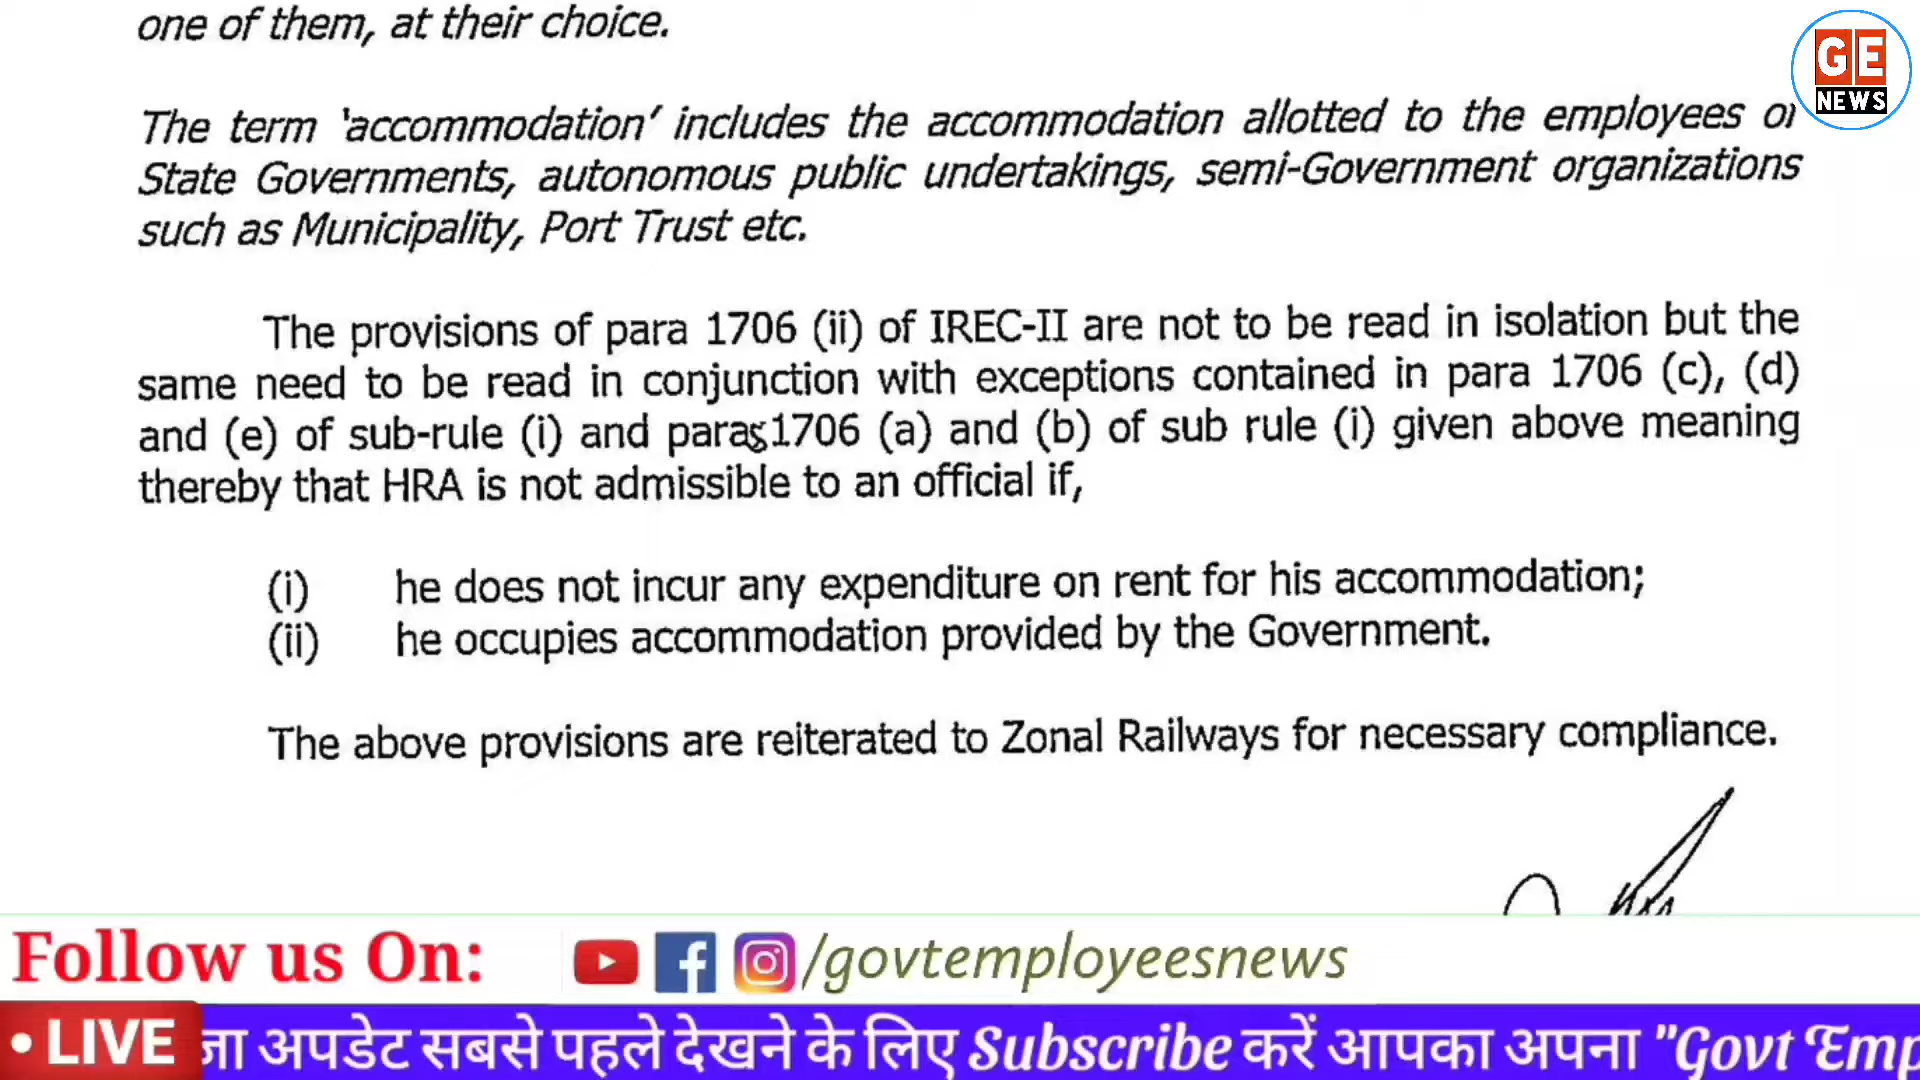 one of them, at their choice.
GE
NEWS
The term 'accommodation' includes the accommodation allotted to the employees of
State Governments, autonomous public undertakings, semi-Government organizations
such as Municipality, Port Trust etc.
The provisions of para 1706 (ii) of IREC-II are not to be read in isolation but the
same need to be read in conjunction with exceptions contained in para 1706 (c), (d)
and (e) of sub-rule (i) and paras 1706 (a) and (b) of sub rule (i) given above meaning
thereby that HRA is not admissible to an official if,
(i) he does not incur any expenditure on rent for his accommodation;
(ii) he occupies accommodation provided by the Government.
The above provisions are reiterated to Zonal Railways for necessary compliance.
Follow us On: /govtemployeesnews
• LIVE अपडेट सबसे पहले देखने के लिए Subscribe करें आपका अपना "Govt Emp